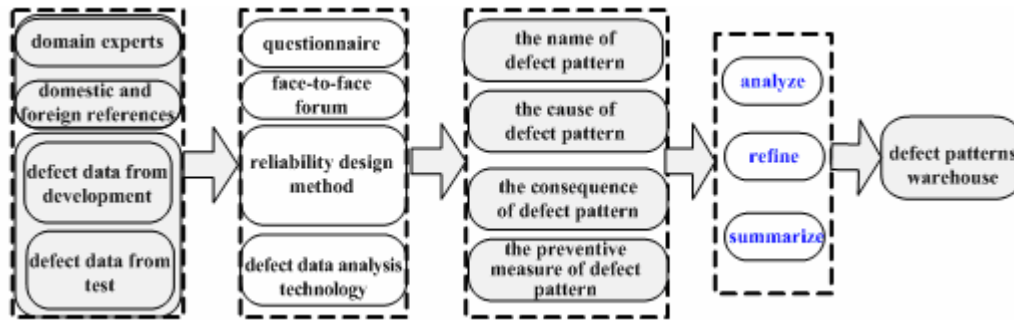 domain experts
domestic and
foreign references
defect data from
development
defect data from
test
questionnaire
face-to-face
forum
reliability design
method
defect data analysis
technology
the name of
defect pattern
the cause of
defect pattern
the consequence
of defect pattern
the preventive
measure of defect
pattern
analyze
refine
summarize
defect patterns
warehouse